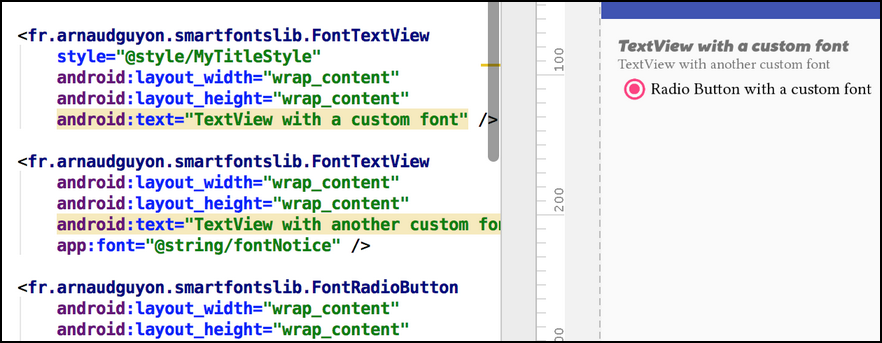 <fr.arnaudguyon.smartfontslib.FontTextView
style="@style/MyTitleStyle"
android:layout_width="wrap_content"
android:layout_height="wrap_content"
android:text="TextView with a custom font" />
<fr.arnaudguyon.smartfontslib.FontTextView
android:layout_width="wrap_content"
android:layout_height="wrap_content"
android:text="TextView with another custom
app:font="@string/fontNotice" />
<fr.arnaudguyon.smartfontslib.FontRadioButton
android:layout_width="wrap_content"
android:layout_height="wrap_content"
100
200
TextView with a custom font
TextView with another custom font
Radio Button with a custom font